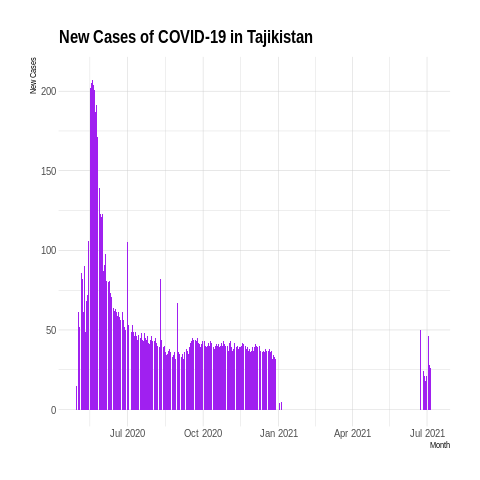 New Cases of COVID-19 in Tajikistan
New Cases
200
150
100
50
0
Jul 2020 Oct 2020 Jan 2021 Apr 2021 Jul 2021
Month